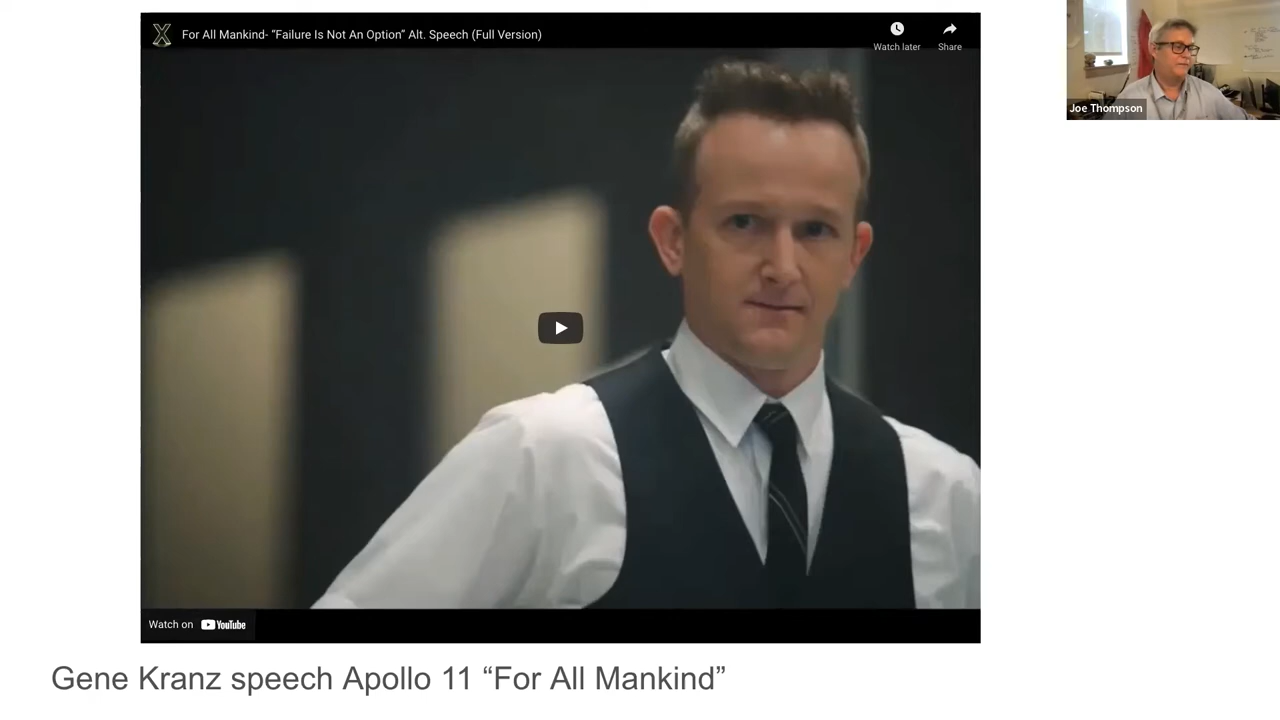 For All Mankind- “Failure Is Not An Option” Alt. Speech (Full Version)
Watch later
Share
Joe Thompson
Watch on YouTube
Gene Kranz speech Apollo 11 “For All Mankind”